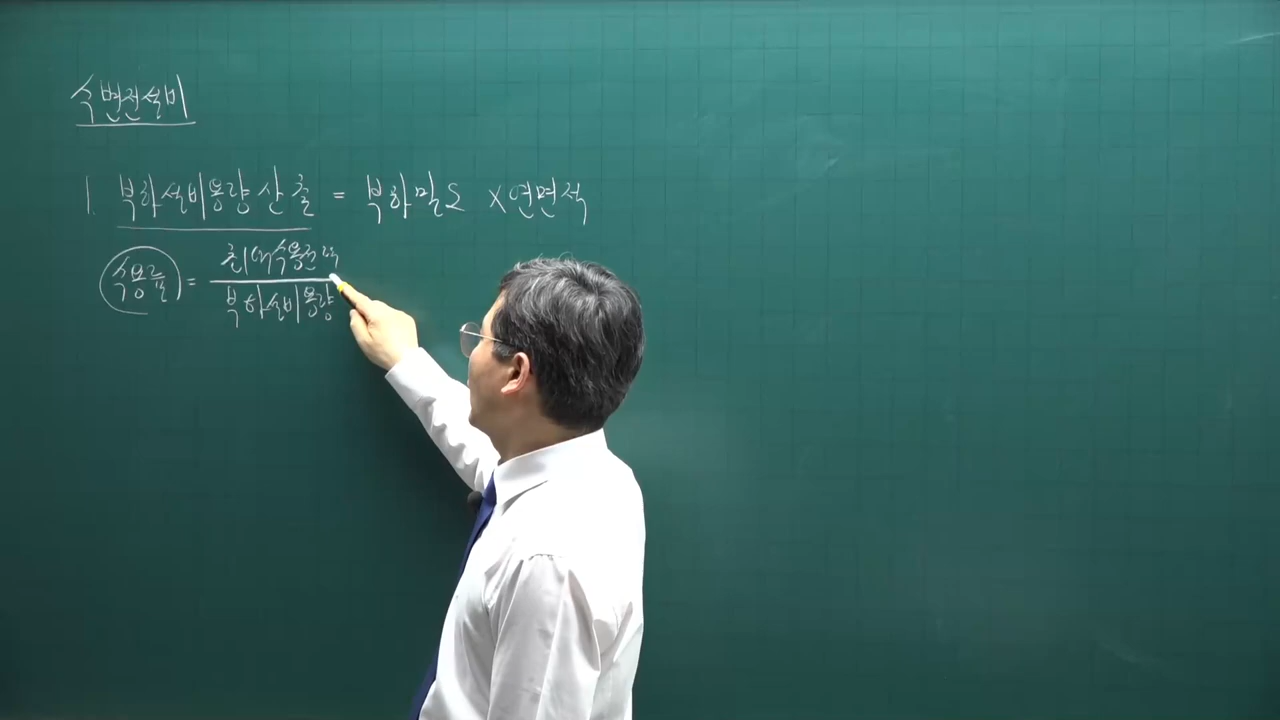 수변전설비
1. 부하설비용량 산출 = 부하밀도 × 연면적
수용률 = 최대수용전력
부하설비용량